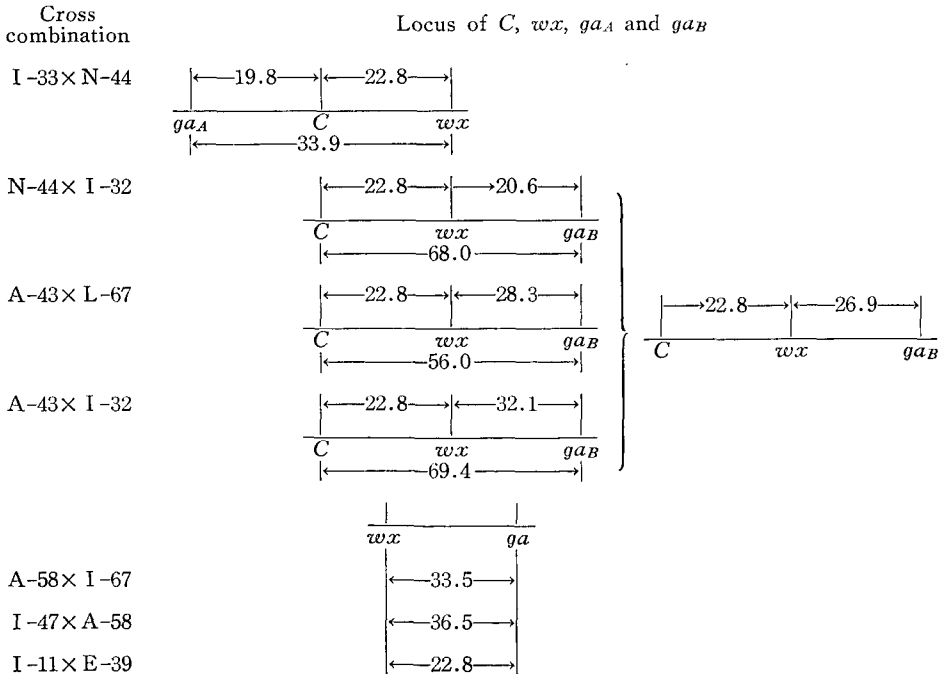 Cross
combination
Locus of C, wx, gaA and gaB
I-33×N-44
19.8 22.8
gaA C wx
33.9
N-44×I-32
22.8 20.6
C wx gaB
68.0
A-43×L-67
22.8 28.3
C wx gaB
56.0
22.8 26.9
C wx gaB
A-43×I-32
22.8 32.1
C wx gaB
69.4
wx ga
A-58×I-67
33.5
I-47×A-58
36.5
I-11×E-39
22.8